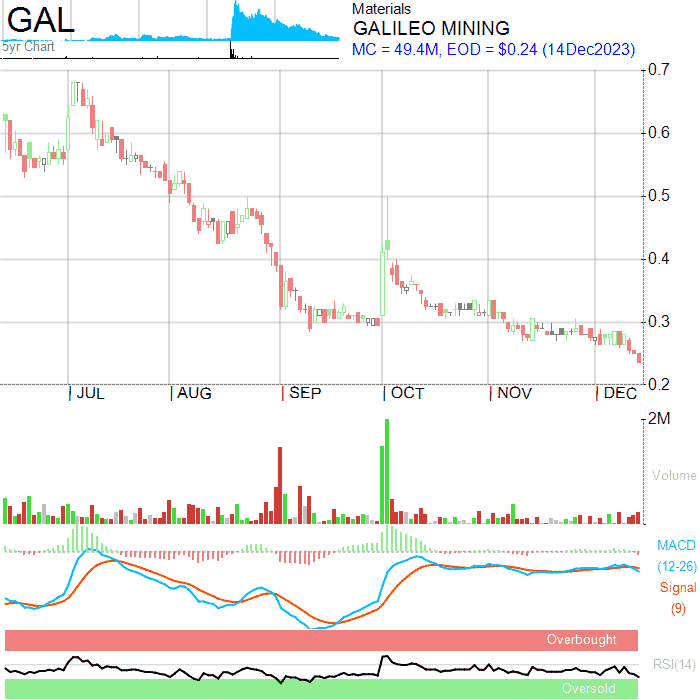 GAL
5yr Chart
Materials
GALILEO MINING
MC = 49.4M, EOD = $0.24 (14Dec2023)
0.7
0.6
0.5
0.4
0.3
0.2
JUL AUG SEP OCT NOV DEC
2M
Volume
MACD
(12-26)
Signal
(9)
Overbought
RSI(14)
Oversold